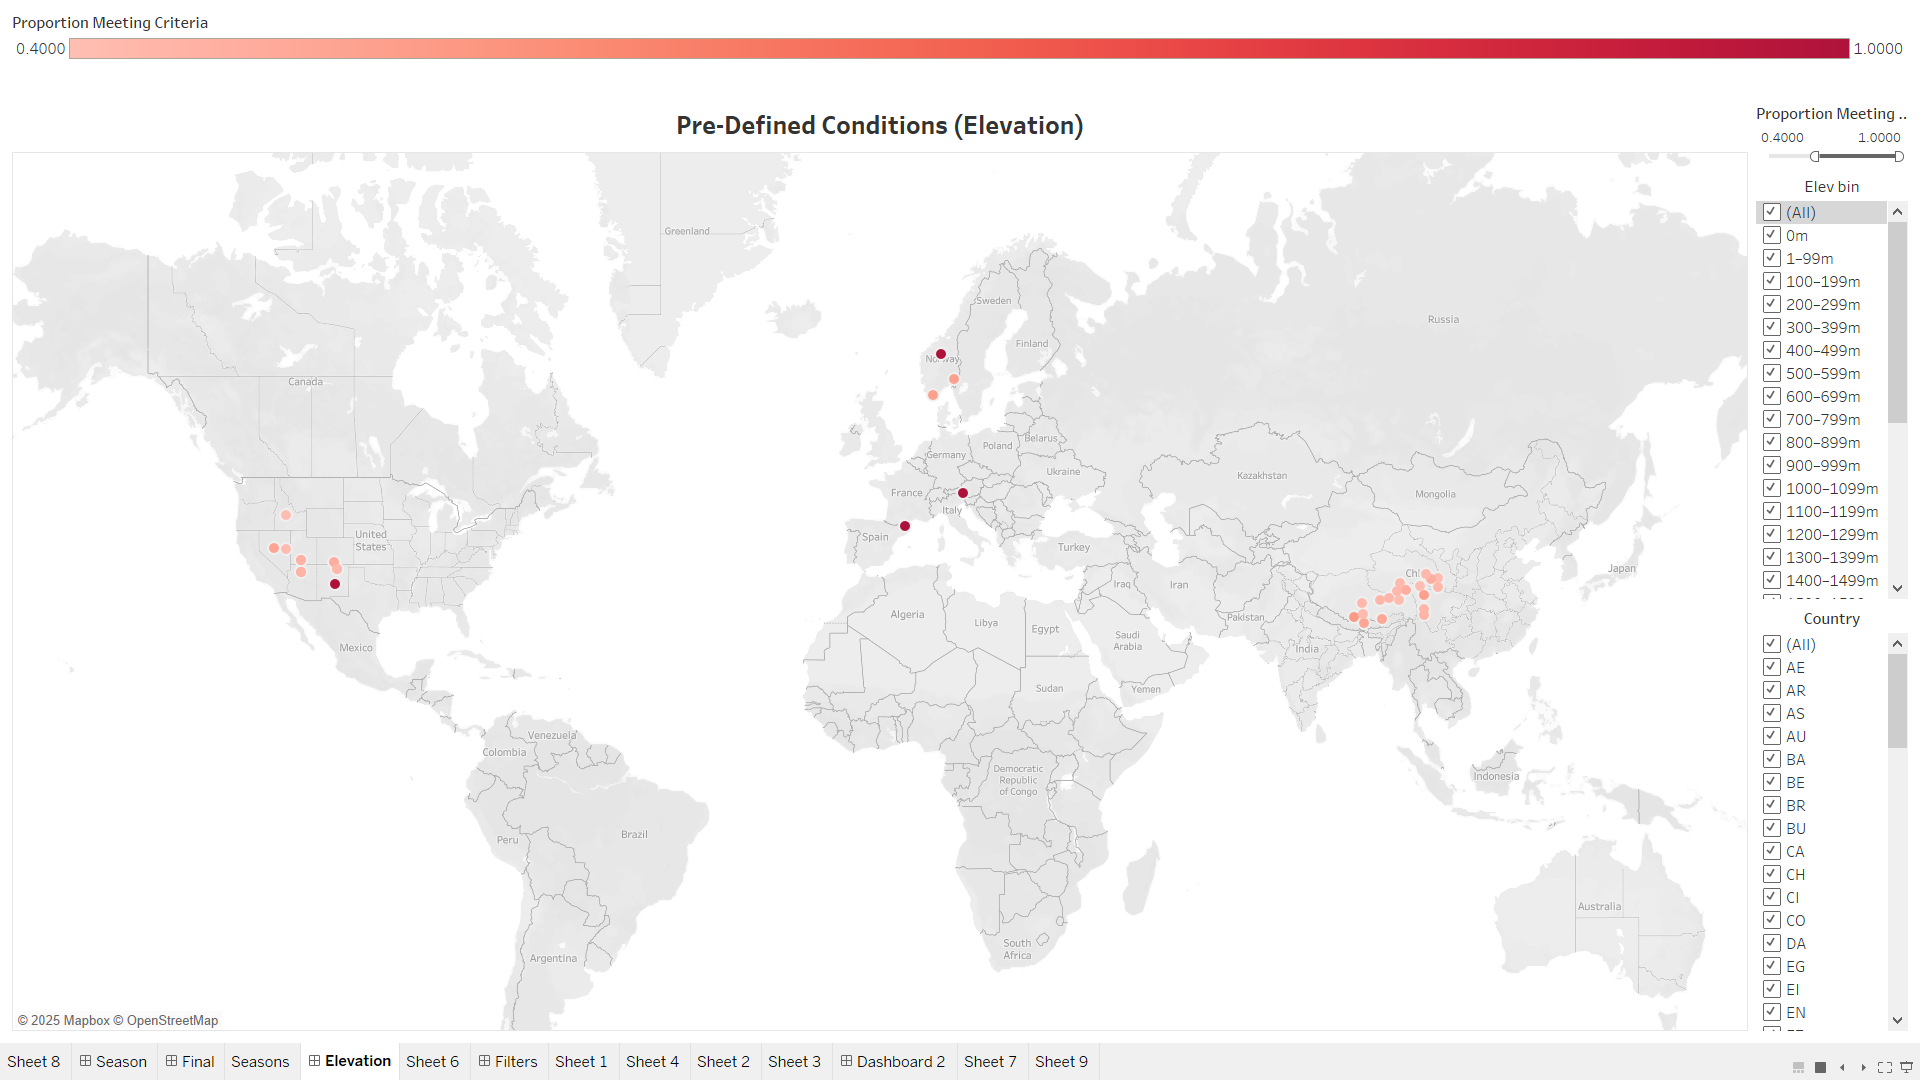 Proportion Meeting Criteria
0.4000
1.0000
Pre-Defined Conditions (Elevation)
Proportion Meeting ..
0.4000
1.0000
Elev bin
(All)
0m
1–99m
100–199m
200–299m
300–399m
400–499m
500–599m
600–699m
700–799m
800–899m
900–999m
1000–1099m
1100–1199m
1200–1299m
1300–1399m
1400–1499m
Country
(All)
AE
AR
AS
AU
BA
BE
BR
BU
CA
CH
CI
CO
DA
EG
EI
EN
Greenland
Sweden
Russia
Finland
Norway
Canada
Belarus
Poland
Germany
Ukraine
Kazakhstan
France
Mongolia
Italy
United
States
Spain
Turkey
Japan
Iraq
Iran
Algeria
Libya
Egypt
Pakistan
Saudi
Arabia
Mexico
India
Sudan
Yemen
Venezuela
Colombia
Democratic
Republic
of Congo
Indonesia
Brazil
Peru
Australia
South
Africa
Argentina
© 2025 Mapbox © OpenStreetMap
Sheet 8
Season
Final
Seasons
Elevation
Sheet 6
Filters
Sheet 1
Sheet 4
Sheet 2
Sheet 3
Dashboard 2
Sheet 7
Sheet 9